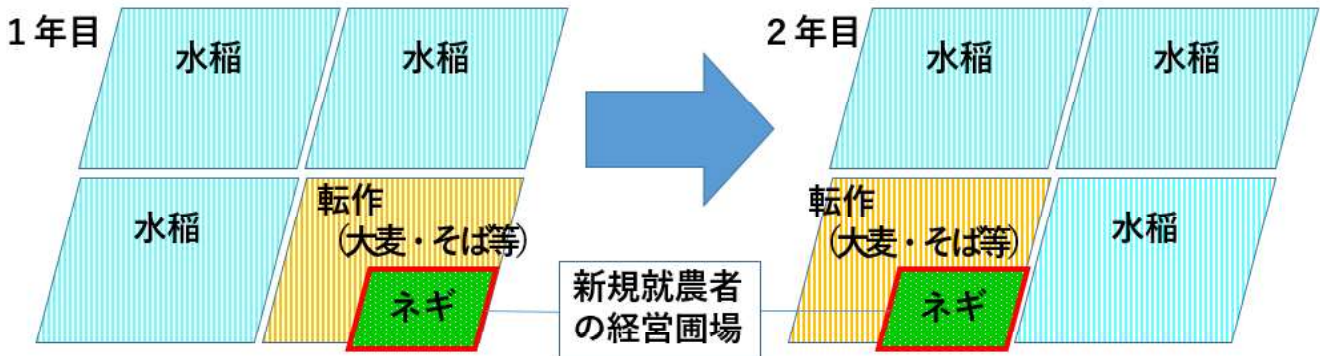 1年目
水稲
水稲
水稲
転作
(大麦・そば等)
ネギ
2年目
水稲
水稲
転作
(大麦・そば等)
水稲
ネギ
新規就農者
の経営圃場